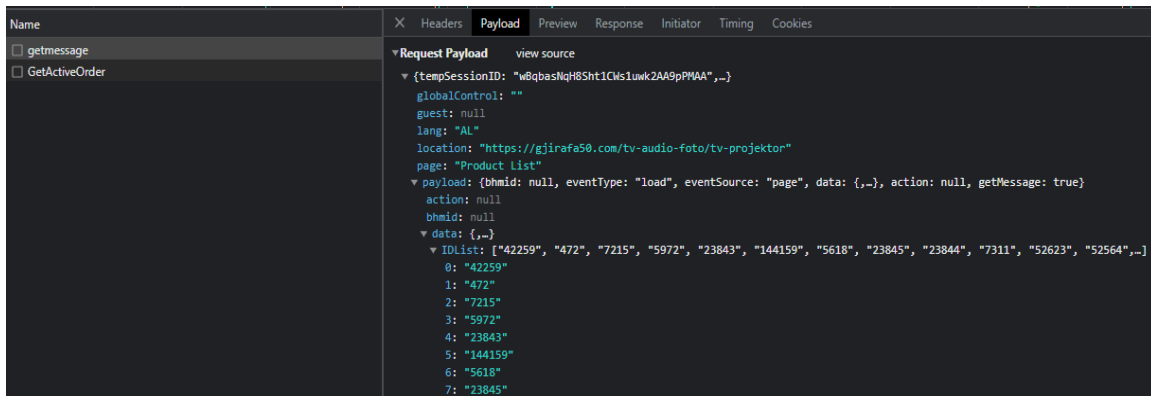 Name
getmessage
GetActiveOrder
Headers Payload Preview Response Initiator Timing Cookies
▼Request Payload view source
▼{tempSessionID: "wBqbasNqH8Sht1CWs1uwk2AA9pPMAA",…}
globalControl: ""
guest: null
lang: "AL"
location: "https://gjirafa50.com/tv-audio-foto/tv-projektor"
page: "Product List"
▼payload: {bhmid: null, eventType: "load", eventSource: "page", data: {,…}, action: null, getMessage: true}
action: null
bhmid: null
▼data: {,…}
▼IDList: ["42259", "472", "7215", "5972", "23843", "144159", "5618", "23845", "23844", "7311", "52623", "52564",…]
0: "42259"
1: "472"
2: "7215"
3: "5972"
4: "23843"
5: "144159"
6: "5618"
7: "23845"